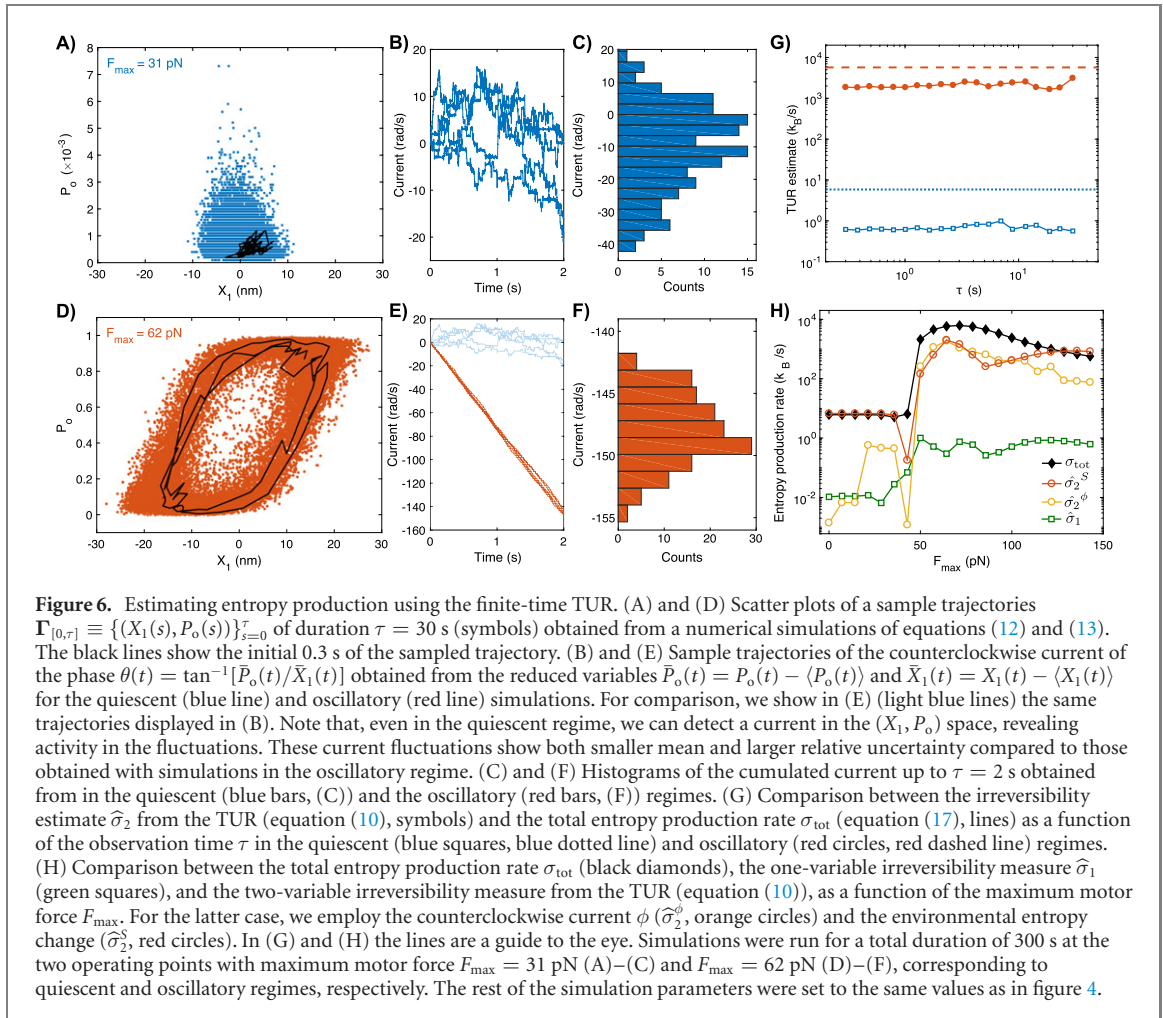 A)
F_max = 31 pN
P_o (×10^-3)
8
7
6
5
4
3
2
1
0
-30 -20 -10 0 10 20 30
X_1 (nm)
B)
Current (rad/s)
20
10
0
-10
-20
-30
0 1 2
Time (s)
C)
Current (rad/s)
20
10
0
-10
-20
-30
-40
0 5 10 15
Counts
G)
TUR estimate (k_B/s)
10^4
10^3
10^2
10^1
10^0
10^-1
10^0 10^1
τ (s)
D)
F_max = 62 pN
P_o
1
0.8
0.6
0.4
0.2
0
-30 -20 -10 0 10 20 30
X_1 (nm)
E)
Current (rad/s)
20
0
-20
-40
-60
-80
-100
-120
-140
-160
0 1 2
Time (s)
F)
Current (rad/s)
-140
-145
-150
-155
0 10 20 30
Counts
H)
Entropy production rate (k_B/s)
10^4
10^2
10^0
10^-2
σ_tot
σ̂_2^S
σ̂_2^ϕ
σ̂_1
0 50 100 150
F_max (pN)
Figure 6. Estimating entropy production using the finite-time TUR. (A) and (D) Scatter plots of a sample trajectories
Γ_[0,τ] ≡ {(X_1(s), P_o(s))}_{s=0}^τ of duration τ = 30 s (symbols) obtained from a numerical simulations of equations (12) and (13).
The black lines show the initial 0.3 s of the sampled trajectory. (B) and (E) Sample trajectories of the counterclockwise current of
the phase θ(t) = tan^-1[P̄_o(t)/X̄_1(t)] obtained from the reduced variables P̄_o(t) = P_o(t) − ⟨P_o(t)⟩ and X̄_1(t) = X_1(t) − ⟨X_1(t)⟩
for the quiescent (blue line) and oscillatory (red line) simulations. For comparison, we show in (E) (light blue lines) the same
trajectories displayed in (B). Note that, even in the quiescent regime, we can detect a current in the (X_1, P_o) space, revealing
activity in the fluctuations. These current fluctuations show both smaller mean and larger relative uncertainty compared to those
obtained with simulations in the oscillatory regime. (C) and (F) Histograms of the cumulated current up to τ = 2 s obtained
from in the quiescent (blue bars, (C)) and the oscillatory (red bars, (F)) regimes. (G) Comparison between the irreversibility
estimate σ̂_2 from the TUR (equation (10), symbols) and the total entropy production rate σ_tot (equation (17), lines) as a function
of the observation time τ in the quiescent (blue squares, blue dotted line) and oscillatory (red circles, red dashed line) regimes.
(H) Comparison between the total entropy production rate σ_tot (black diamonds), the one-variable irreversibility measure σ̂_1
(green squares), and the two-variable irreversibility measure from the TUR (equation (10)), as a function of the maximum motor
force F_max. For the latter case, we employ the counterclockwise current ϕ (σ̂_2^ϕ, orange circles) and the environmental entropy
change (σ̂_2^S, red circles). In (G) and (H) the lines are a guide to the eye. Simulations were run for a total duration of 300 s at the
two operating points with maximum motor force F_max = 31 pN (A)–(C) and F_max = 62 pN (D)–(F), corresponding to
quiescent and oscillatory regimes, respectively. The rest of the simulation parameters were set to the same values as in figure 4.